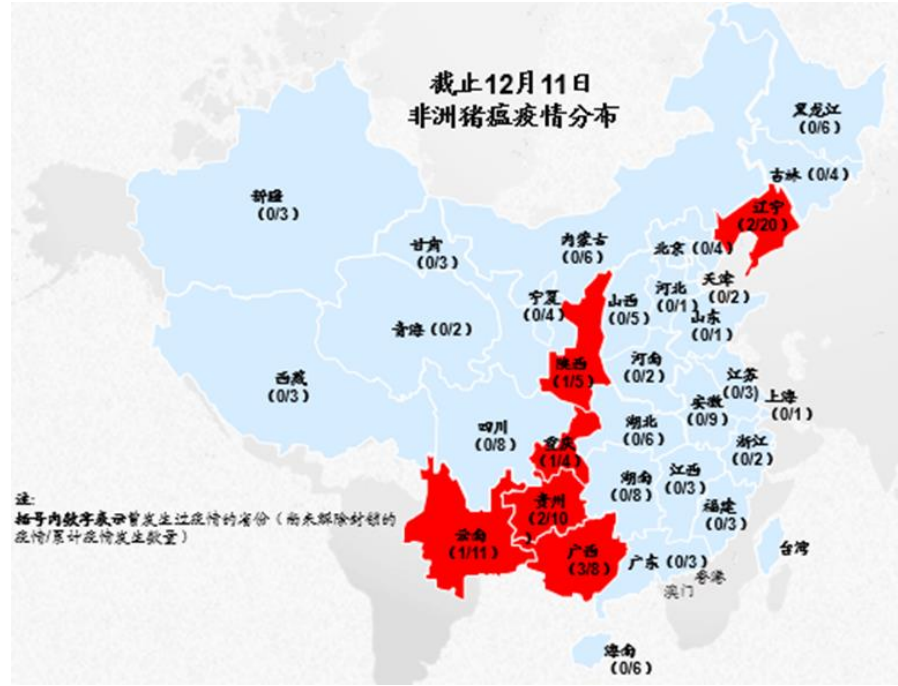 截止12月11日
非洲猪瘟疫情分布
黑龙江
（0/6）
吉林（0/4）
辽宁
（2/20）
新疆
（0/3）
甘肃
（0/3）
内蒙古
（0/6）
北京（0/4）
天津
（0/2）
河北
（0/1）
宁夏
（0/4）
山西
（0/5）
山东
（0/1）
青海（0/2）
陕西
（1/5）
河南
（0/2）
西藏
（0/3）
江苏
（0/3）
上海
（0/1）
安徽
（0/9）
四川
（0/8）
湖北
（0/6）
重庆
（1/4）
浙江
（0/2）
湖南
（0/8）
江西
（0/3）
贵州
（2/10
）
福建
（0/3）
云南
（1/11）
广西
（3/8）
广东（0/3）
台湾
香港
澳门
海南
（0/6）
注:
括号内数字表示曾发生过疫情的省份（尚未解除封锁的
疫情/累计疫情发生数量）